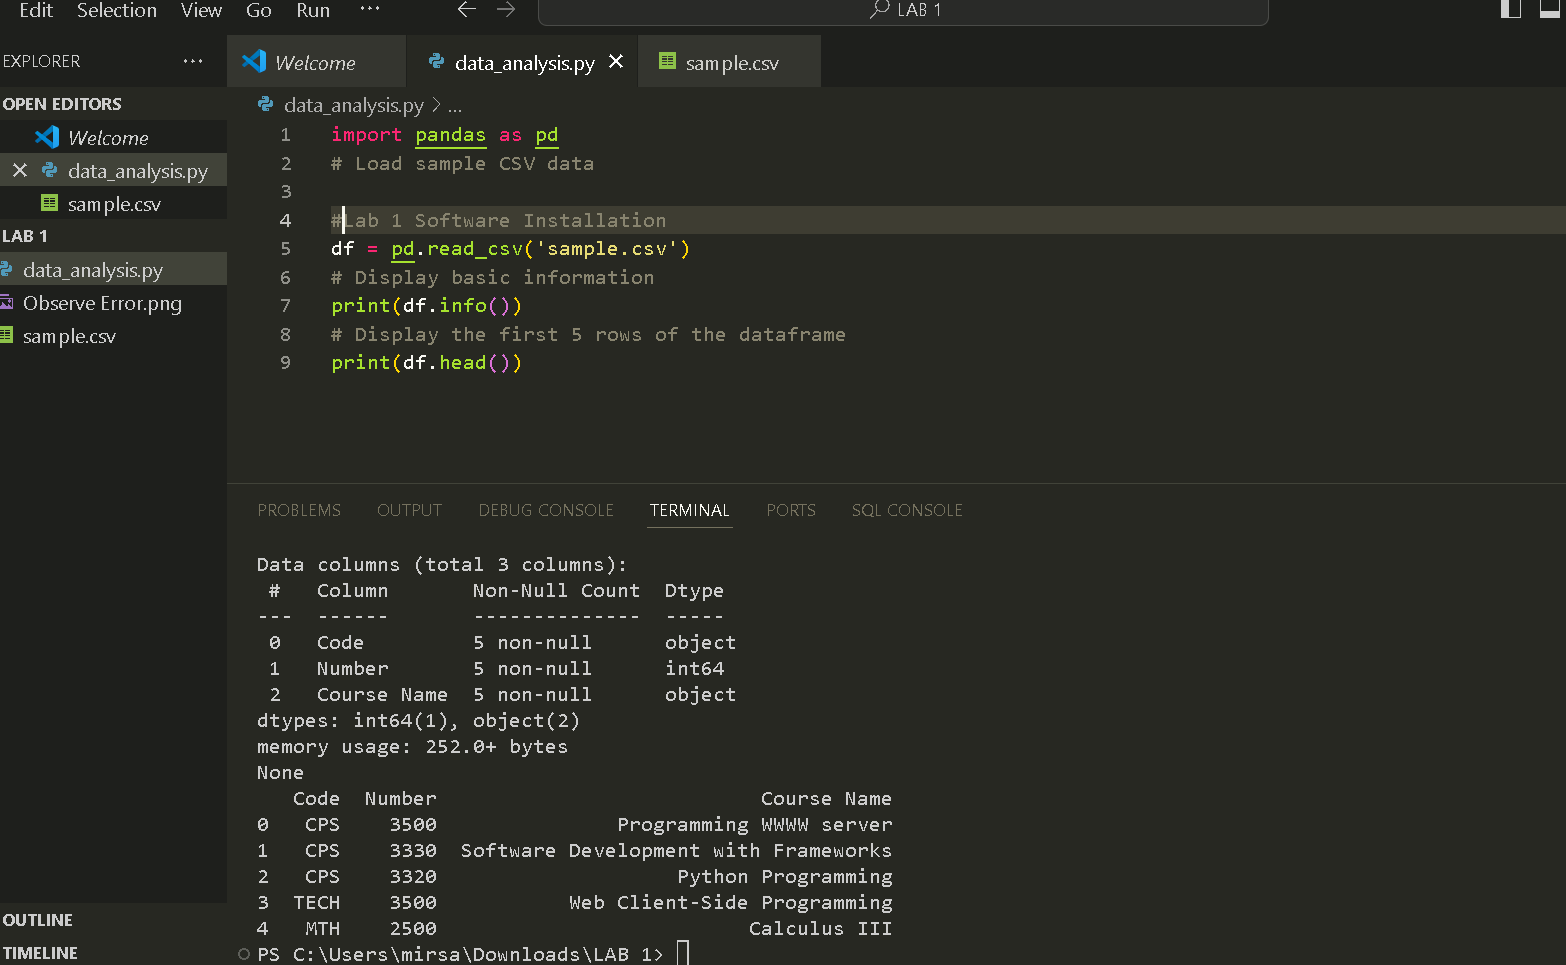 Edit Selection View Go Run ··· LAB 1
EXPLORER ···
OPEN EDITORS
Welcome
data_analysis.py
sample.csv
LAB 1
data_analysis.py
Observe Error.png
sample.csv
OUTLINE
TIMELINE
Welcome data_analysis.py sample.csv
data_analysis.py > ...
1 import pandas as pd
2 # Load sample CSV data
3
4 #Lab 1 Software Installation
5 df = pd.read_csv('sample.csv')
6 # Display basic information
7 print(df.info())
8 # Display the first 5 rows of the dataframe
9 print(df.head())
PROBLEMS OUTPUT DEBUG CONSOLE TERMINAL PORTS SQL CONSOLE
Data columns (total 3 columns):
 #   Column       Non-Null Count  Dtype
---  ------       --------------  -----
 0   Code         5 non-null      object
 1   Number       5 non-null      int64
 2   Course Name  5 non-null      object
dtypes: int64(1), object(2)
memory usage: 252.0+ bytes
None
   Code  Number                           Course Name
0   CPS    3500               Programming WWWW server
1   CPS    3330  Software Development with Frameworks
2   CPS    3320                    Python Programming
3  TECH    3500           Web Client-Side Programming
4   MTH    2500                          Calculus III
PS C:\Users\mirsa\Downloads\LAB 1>